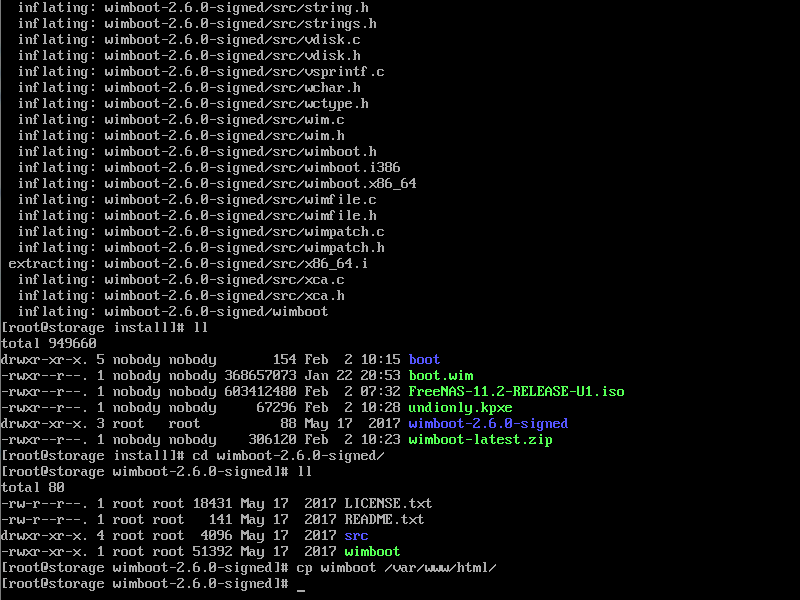 inflating: wimboot-2.6.0-signed/src/string.h
inflating: wimboot-2.6.0-signed/src/strings.h
inflating: wimboot-2.6.0-signed/src/vdisk.c
inflating: wimboot-2.6.0-signed/src/vdisk.h
inflating: wimboot-2.6.0-signed/src/vsprintf.c
inflating: wimboot-2.6.0-signed/src/wchar.h
inflating: wimboot-2.6.0-signed/src/wctype.h
inflating: wimboot-2.6.0-signed/src/wim.c
inflating: wimboot-2.6.0-signed/src/wim.h
inflating: wimboot-2.6.0-signed/src/wimboot.h
inflating: wimboot-2.6.0-signed/src/wimboot.i386
inflating: wimboot-2.6.0-signed/src/wimboot.x86_64
inflating: wimboot-2.6.0-signed/src/wimfile.c
inflating: wimboot-2.6.0-signed/src/wimfile.h
inflating: wimboot-2.6.0-signed/src/wimpatch.c
inflating: wimboot-2.6.0-signed/src/wimpatch.h
extracting: wimboot-2.6.0-signed/src/x86_64.i
inflating: wimboot-2.6.0-signed/src/xca.c
inflating: wimboot-2.6.0-signed/src/xca.h
inflating: wimboot-2.6.0-signed/wimboot
[root@storage install]# ll
total 949660
drwxr-xr-x. 5 nobody nobody       154 Feb  2 10:15 boot
-rwxr--r--. 1 nobody nobody 368657073 Jan 22 20:53 boot.wim
-rwxr--r--. 1 nobody nobody 603412480 Feb  2 07:32 FreeNAS-11.2-RELEASE-U1.iso
-rwxr--r--. 1 nobody nobody     67296 Feb  2 10:28 undionly.kpxe
drwxr-xr-x. 3 root   root          88 May 17  2017 wimboot-2.6.0-signed
-rwxr--r--. 1 nobody nobody    306120 Feb  2 10:23 wimboot-latest.zip
[root@storage install]# cd wimboot-2.6.0-signed/
[root@storage wimboot-2.6.0-signed]# ll
total 80
-rw-r--r--. 1 root root 18431 May 17  2017 LICENSE.txt
-rw-r--r--. 1 root root   141 May 17  2017 README.txt
drwxr-xr-x. 4 root root  4096 May 17  2017 src
-rwxr-xr-x. 1 root root 51392 May 17  2017 wimboot
[root@storage wimboot-2.6.0-signed]# cp wimboot /var/www/html/
[root@storage wimboot-2.6.0-signed]# _